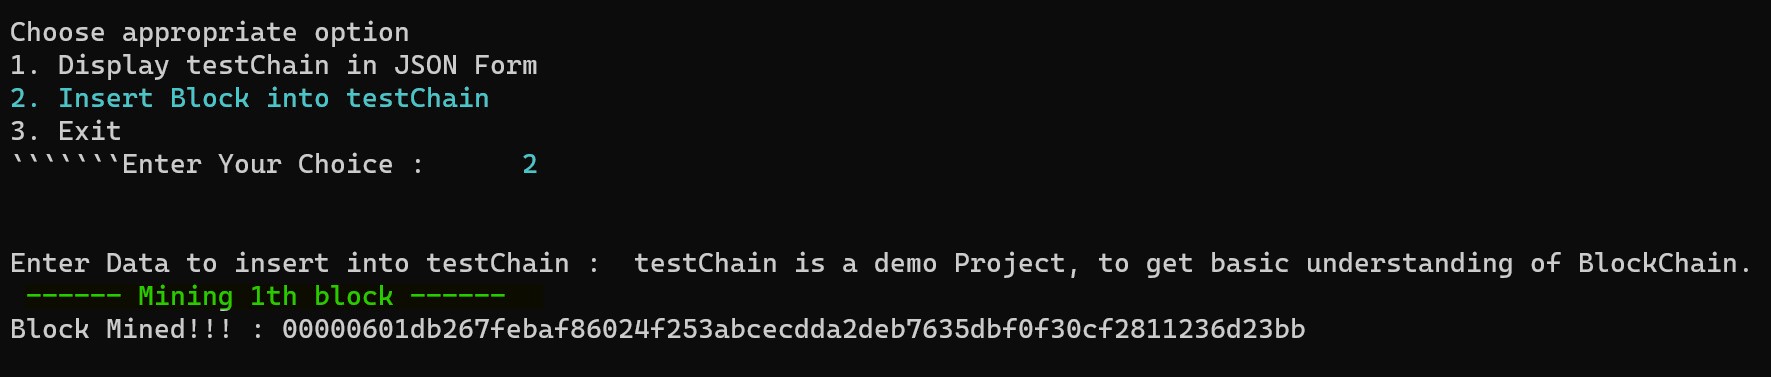 Choose appropriate option
1. Display testChain in JSON Form
2. Insert Block into testChain
3. Exit
```````Enter Your Choice :      2
Enter Data to insert into testChain :  testChain is a demo Project, to get basic understanding of BlockChain.
------ Mining 1th block ------
Block Mined!!! : 00000601db267febaf86024f253abcecdda2deb7635dbf0f30cf2811236d23bb